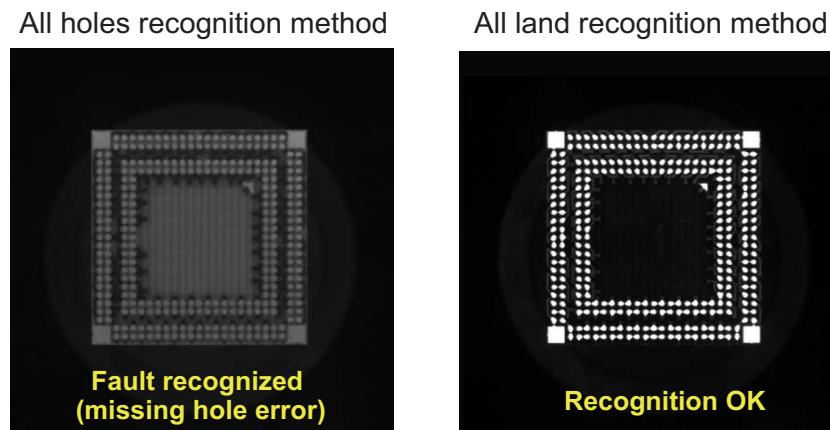 All holes recognition method
All land recognition method
Fault recognized
(missing hole error)
Recognition OK